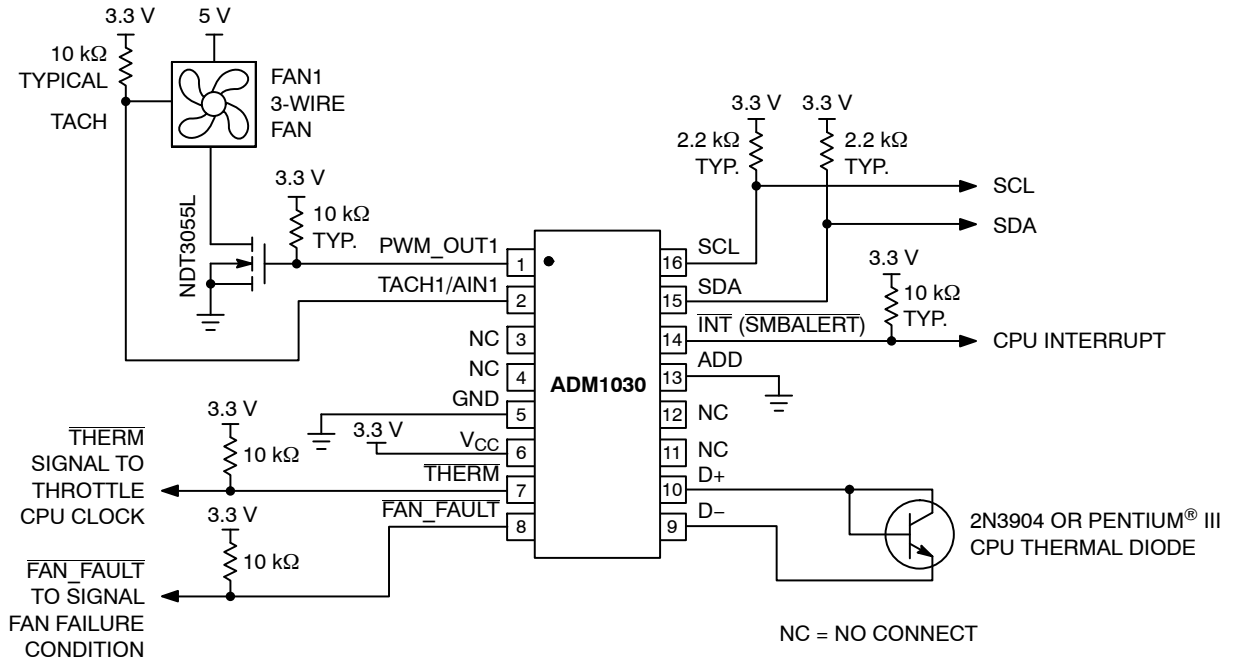 3.3 V
5 V
10 kΩ
TYPICAL
TACH
FAN1
3-WIRE
FAN
3.3 V
10 kΩ
TYP.
NDT3055L
PWM_OUT1
TACH1/AIN1
NC
NC
GND
3.3 V
VCC
THERM
FAN_FAULT
1
2
3
4
5
6
7
8
ADM1030
16
15
14
13
12
11
10
9
SCL
SDA
INT (SMBALERT)
ADD
NC
NC
D+
D−
3.3 V
3.3 V
2.2 kΩ
TYP.
2.2 kΩ
TYP.
SCL
SDA
3.3 V
10 kΩ
TYP.
CPU INTERRUPT
3.3 V
10 kΩ
THERM
SIGNAL TO
THROTTLE
CPU CLOCK
3.3 V
10 kΩ
FAN_FAULT
TO SIGNAL
FAN FAILURE
CONDITION
2N3904 OR PENTIUM® III
CPU THERMAL DIODE
NC = NO CONNECT